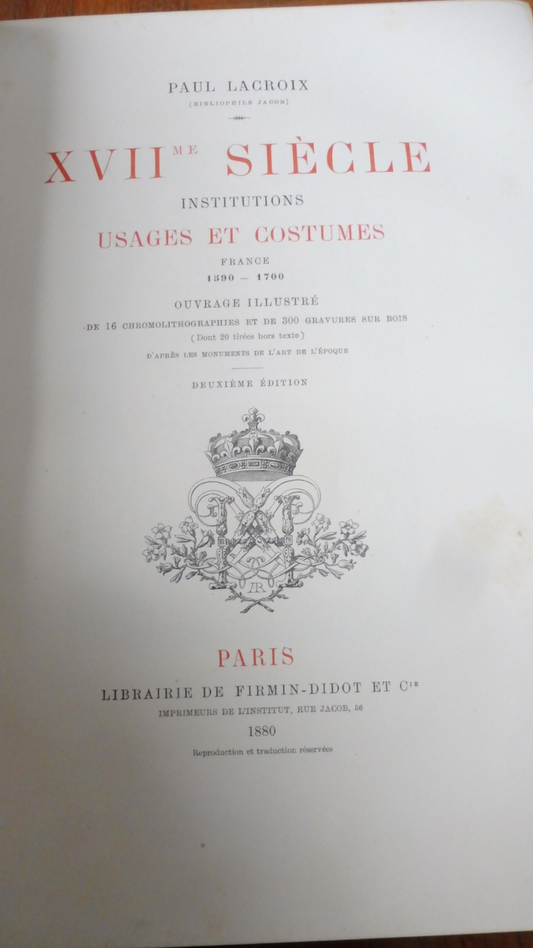 PAUL LACROIX
(BIBLIOPHILE JACOB)
XVIIME SIÈCLE
INSTITUTIONS
USAGES ET COSTUMES
FRANCE
1590 — 1700
OUVRAGE ILLUSTRÉ
DE 16 CHROMOLITHOGRAPHIES ET DE 300 GRAVURES SUR BOIS
(Dont 20 tirées hors texte)
D'APRÈS LES MONUMENTS DE L'ART DE L'ÉPOQUE
DEUXIÈME ÉDITION
PARIS
LIBRAIRIE DE FIRMIN-DIDOT ET CIE
IMPRIMEURS DE L'INSTITUT, RUE JACOB, 56
1880
Reproduction et traduction réservées